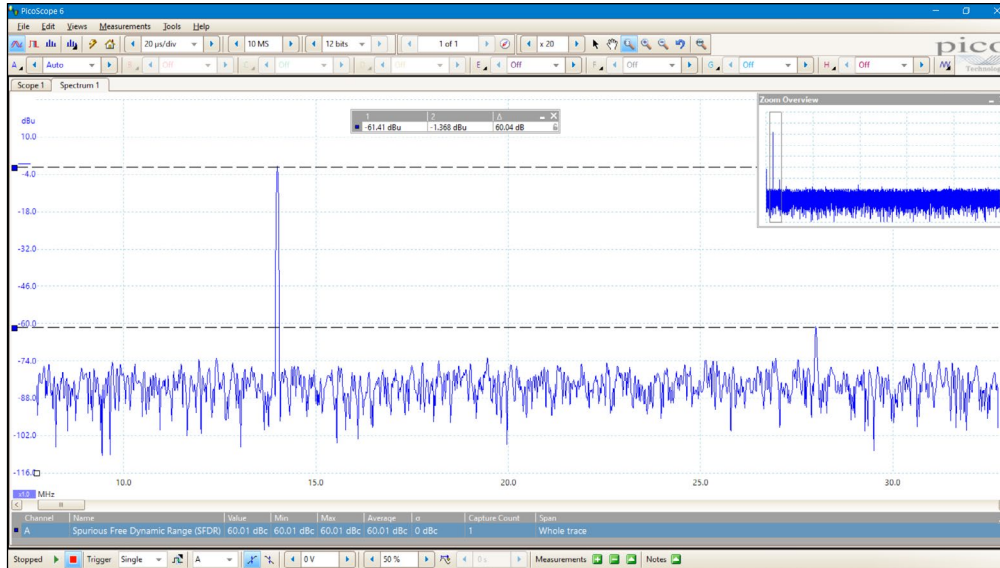 PicoScope 6
File Edit Views Measurements Tools Help
20 µs/div 10 MS 12 bits 1 of 1 x 20
pico
Technology
A Auto B Off C Off D Off E Off F Off G Off H Off
Scope 1 Spectrum 1
Zoom Overview
1 2 Δ
-61.41 dBu -1.368 dBu 60.04 dB
dBu
10.0
-4.0
-18.0
-32.0
-46.0
-60.0
-74.0
-88.0
-102.0
-116.0
10.0 15.0 20.0 25.0 30.0
x1.0 MHz
Channel Name Value Min Max Average σ Capture Count Span
A Spurious Free Dynamic Range (SFDR) 60.01 dBc 60.01 dBc 60.01 dBc 60.01 dBc 0 dBc 1 Whole trace
Stopped Trigger Single A 0 V 50 % 0 s Measurements Notes